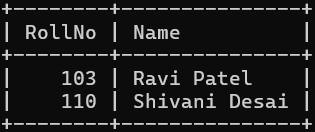 +--------+---------------+
| RollNo | Name          |
+--------+---------------+
|    103 | Ravi Patel    |
|    110 | Shivani Desai |
+--------+---------------+